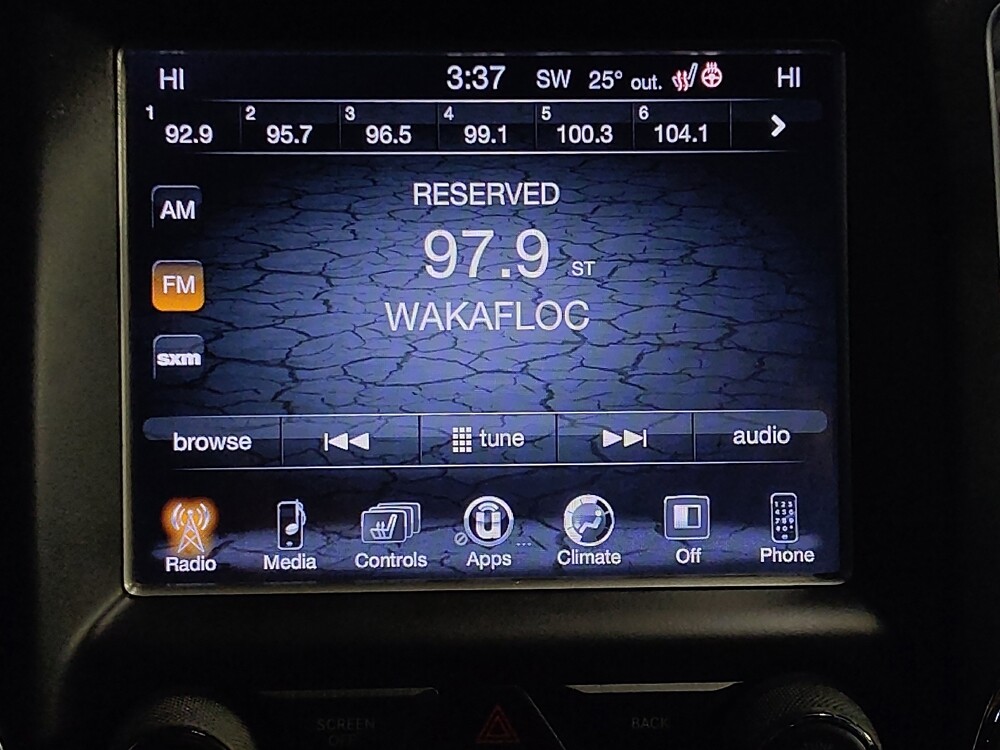 HI 3:37 SW 25° out. HI
1 92.9 2 95.7 3 96.5 4 99.1 5 100.3 6 104.1
RESERVED
AM
97.9 ST
FM
WAKAFLOC
sxm
browse tune audio
Radio Media Controls Apps Climate Off Phone
SCREEN OFF BACK